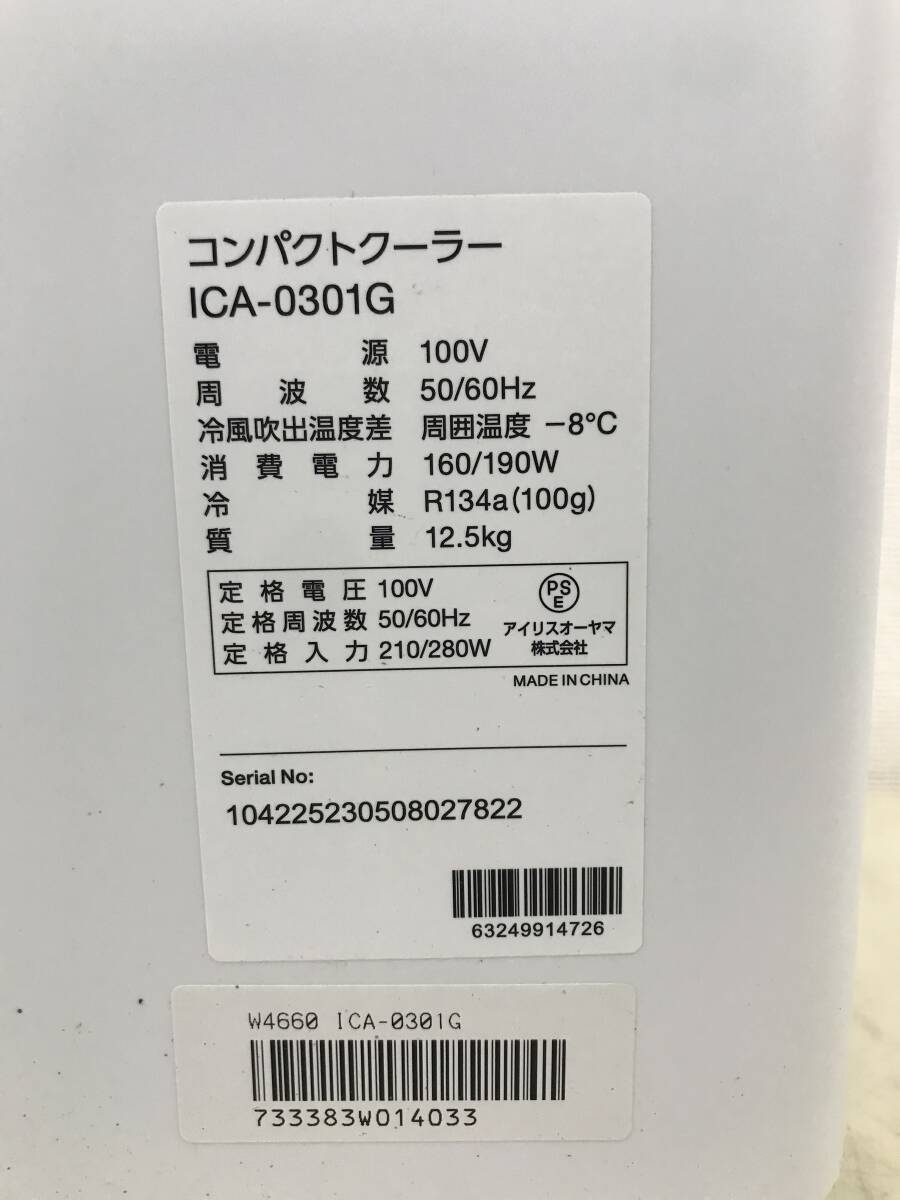 コンパクトクーラー
ICA-0301G
電源 100V
周波数 50/60Hz
冷風吹出温度差 周囲温度 −8℃
消費電力 160/190W
冷媒 R134a(100g)
質量 12.5kg
定格電圧 100V
定格周波数 50/60Hz
定格入力 210/280W
PS
E
アイリスオーヤマ
株式会社
MADE IN CHINA
Serial No:
104225230508027822
63249914726
W4660 ICA-0301G
733383W014033